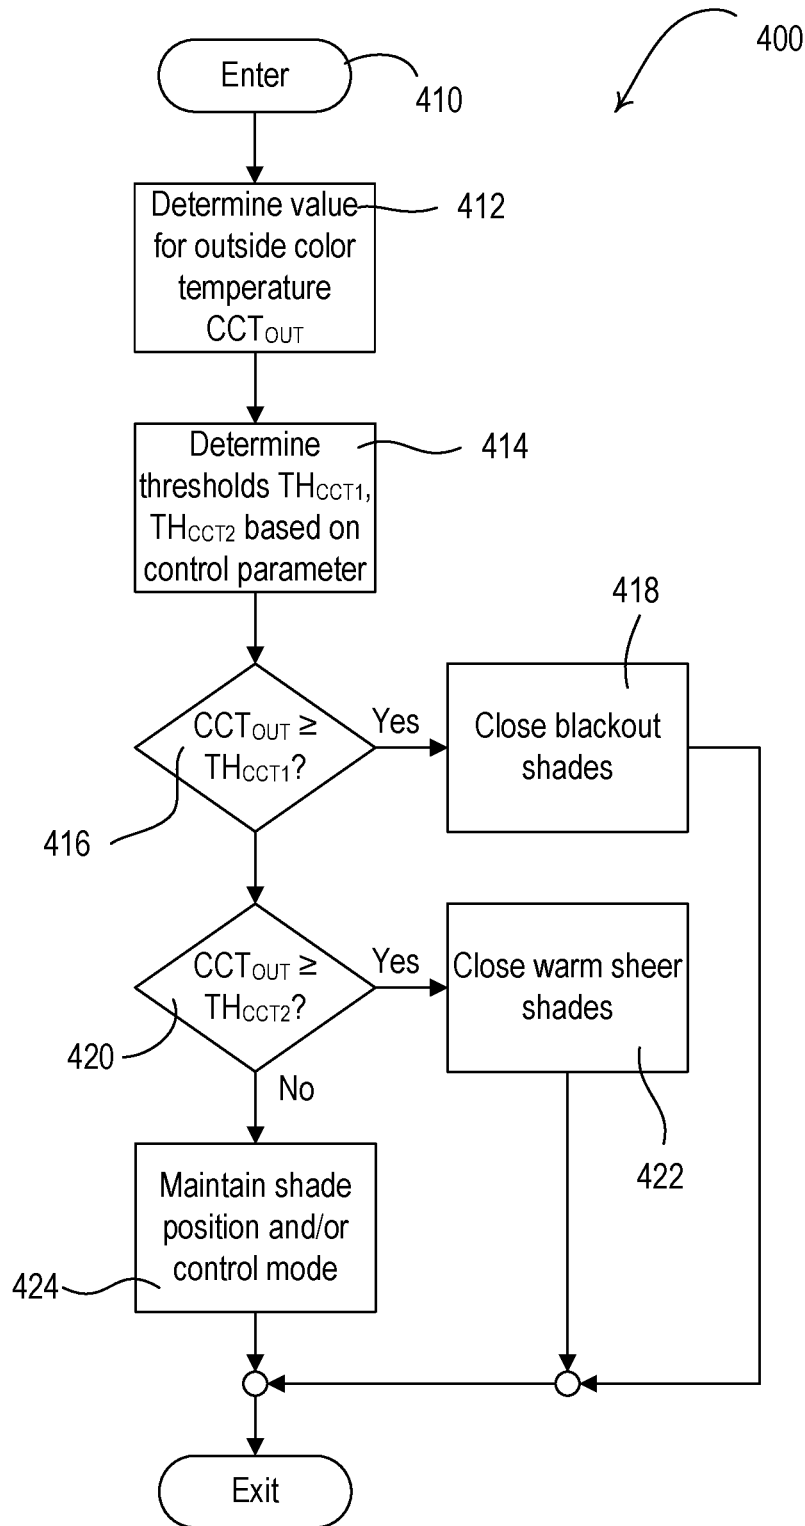 400
Enter
410
Determine value
for outside color
temperature
CCTOUT
412
Determine
thresholds THCCT1,
THCCT2 based on
control parameter
414
418
CCTOUT ≥
THCCT1?
Yes
416
Close blackout
shades
CCTOUT ≥
THCCT2?
Yes
420
Close warm sheer
shades
No
422
Maintain shade
position and/or
control mode
424
Exit